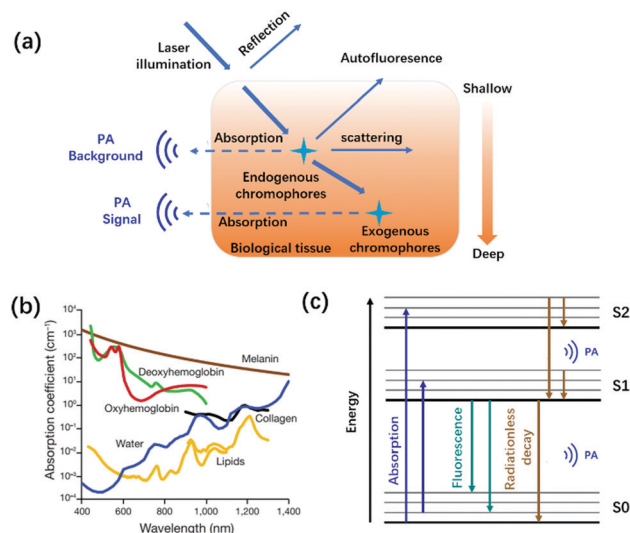 (a)
Laser
illumination
Reflection
Autofluoresence
Shallow
PA
Background
Absorption
scattering
Endogenous
chromophores
PA
Signal
Absorption
Exogenous
chromophores
Biological tissue
Deep
(b)
Absorption coefficient (cm⁻¹)
10⁴
10³
10²
10¹
10⁰
10⁻¹
10⁻²
10⁻³
10⁻⁴
Melanin
Deoxyhemoglobin
Oxyhemoglobin
Collagen
Water
Lipids
400
600
800
1,000
1,200
1,400
Wavelength (nm)
(c)
Energy
S2
PA
S1
Absorption
Fluorescence
Radiationless
decay
PA
S0